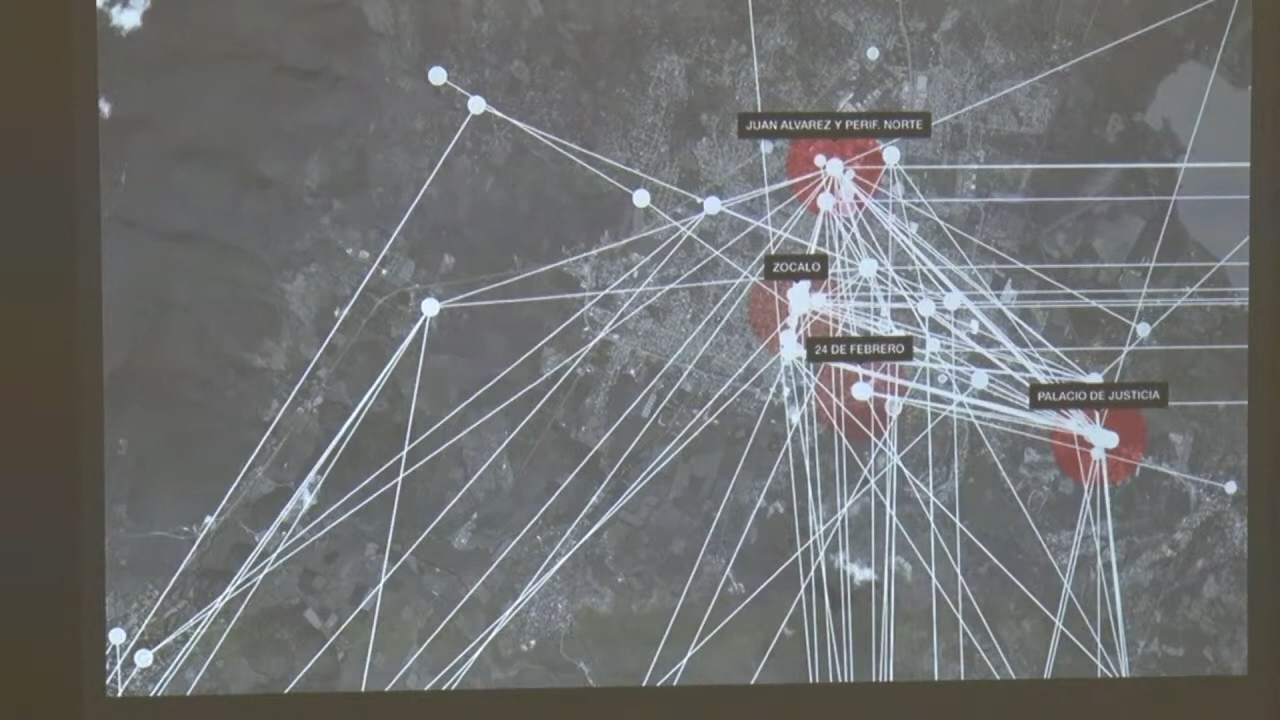 JUAN ALVAREZ Y PERIF. NORTE
ZOCALO
24 DE FEBRERO
PALACIO DE JUSTICIA